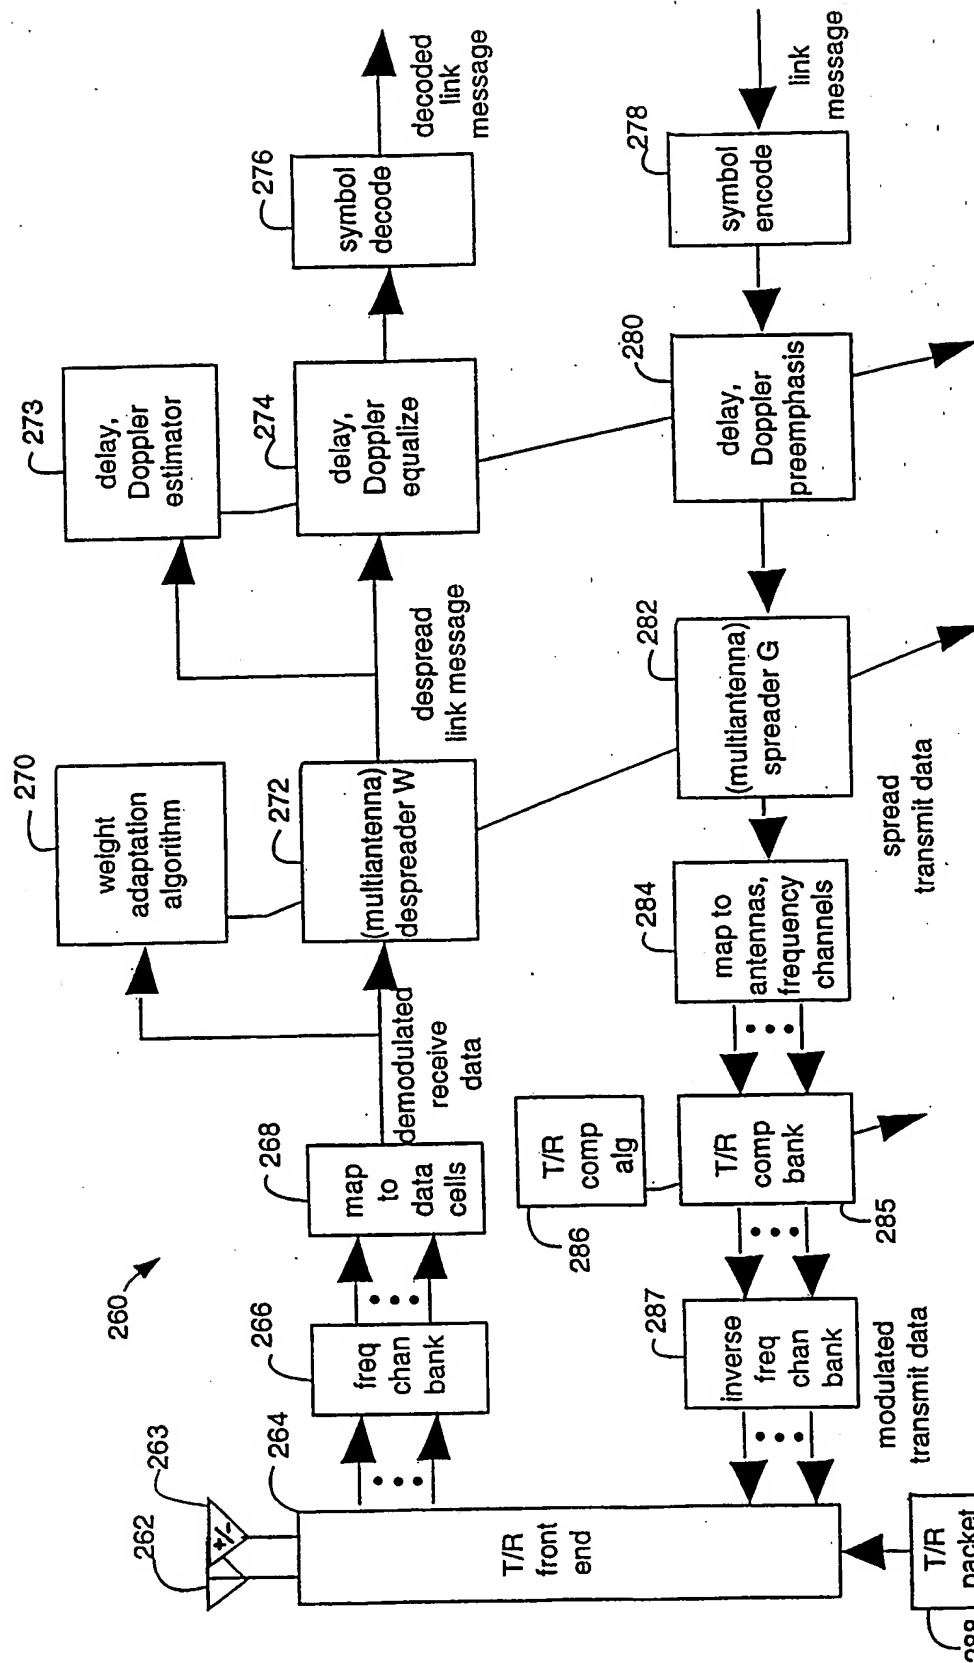 260
262
263
+/-
264
T/R
front
end
266
freq
chan
bank
268
map
to
data
cells
demodulated
receive
data
270
weight
adaptation
algorithm
272
(multiantenna)
despreader W
despread
link message
273
delay,
Doppler
estimator
274
delay,
Doppler
equalize
276
symbol
decode
decoded
link
message
link
message
278
symbol
encode
280
delay,
Doppler
preemphasis
282
(multiantenna)
spreader G
spread
transmit data
284
map to
antennas,
frequency
channels
T/R
comp
alg
286
T/R
comp
bank
285
287
inverse
freq
chan
bank
modulated
transmit data
T/R
packet
288